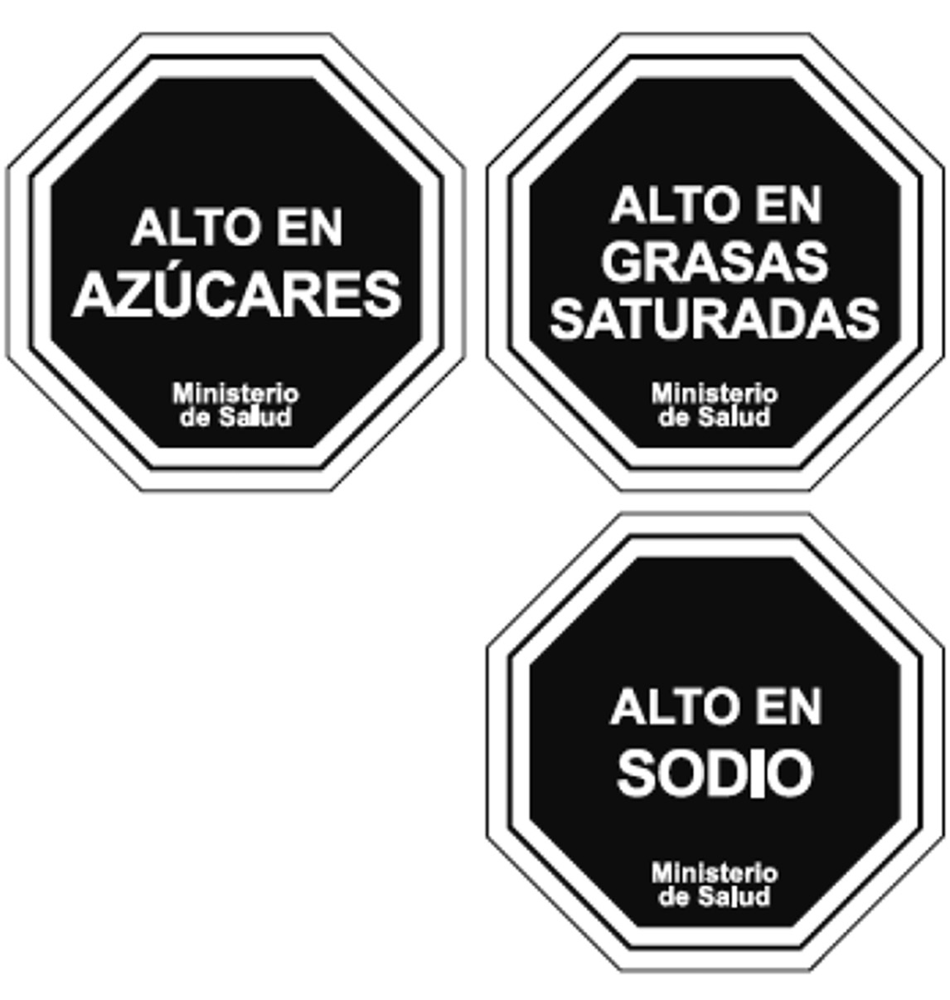 ALTO EN
AZÚCARES
Ministerio
de Salud
ALTO EN
GRASAS
SATURADAS
Ministerio
de Salud
ALTO EN
SODIO
Ministerio
de Salud